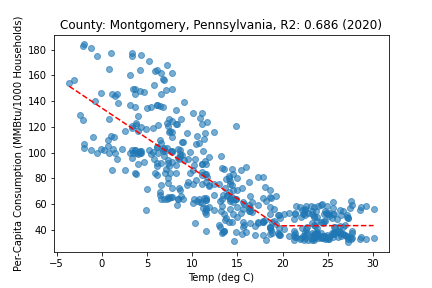 County: Montgomery, Pennsylvania, R2: 0.686 (2020)
Per-Capita Consumption (MMBtu/1000 Households)
180
160
140
120
100
80
60
40
−5 0 5 10 15 20 25 30
Temp (deg C)